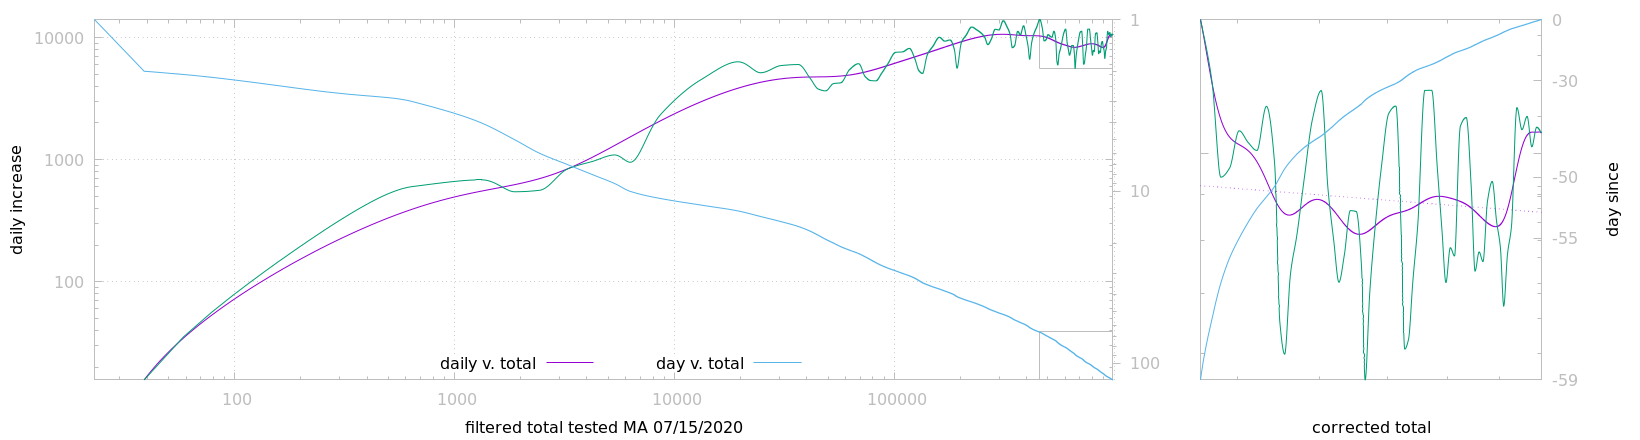 10000
1000
100
daily increase
daily v. total
day v. total
100
1000
10000
100000
filtered total tested MA 07/15/2020
1
10
100
0
-30
-50
-55
-59
day since
corrected total